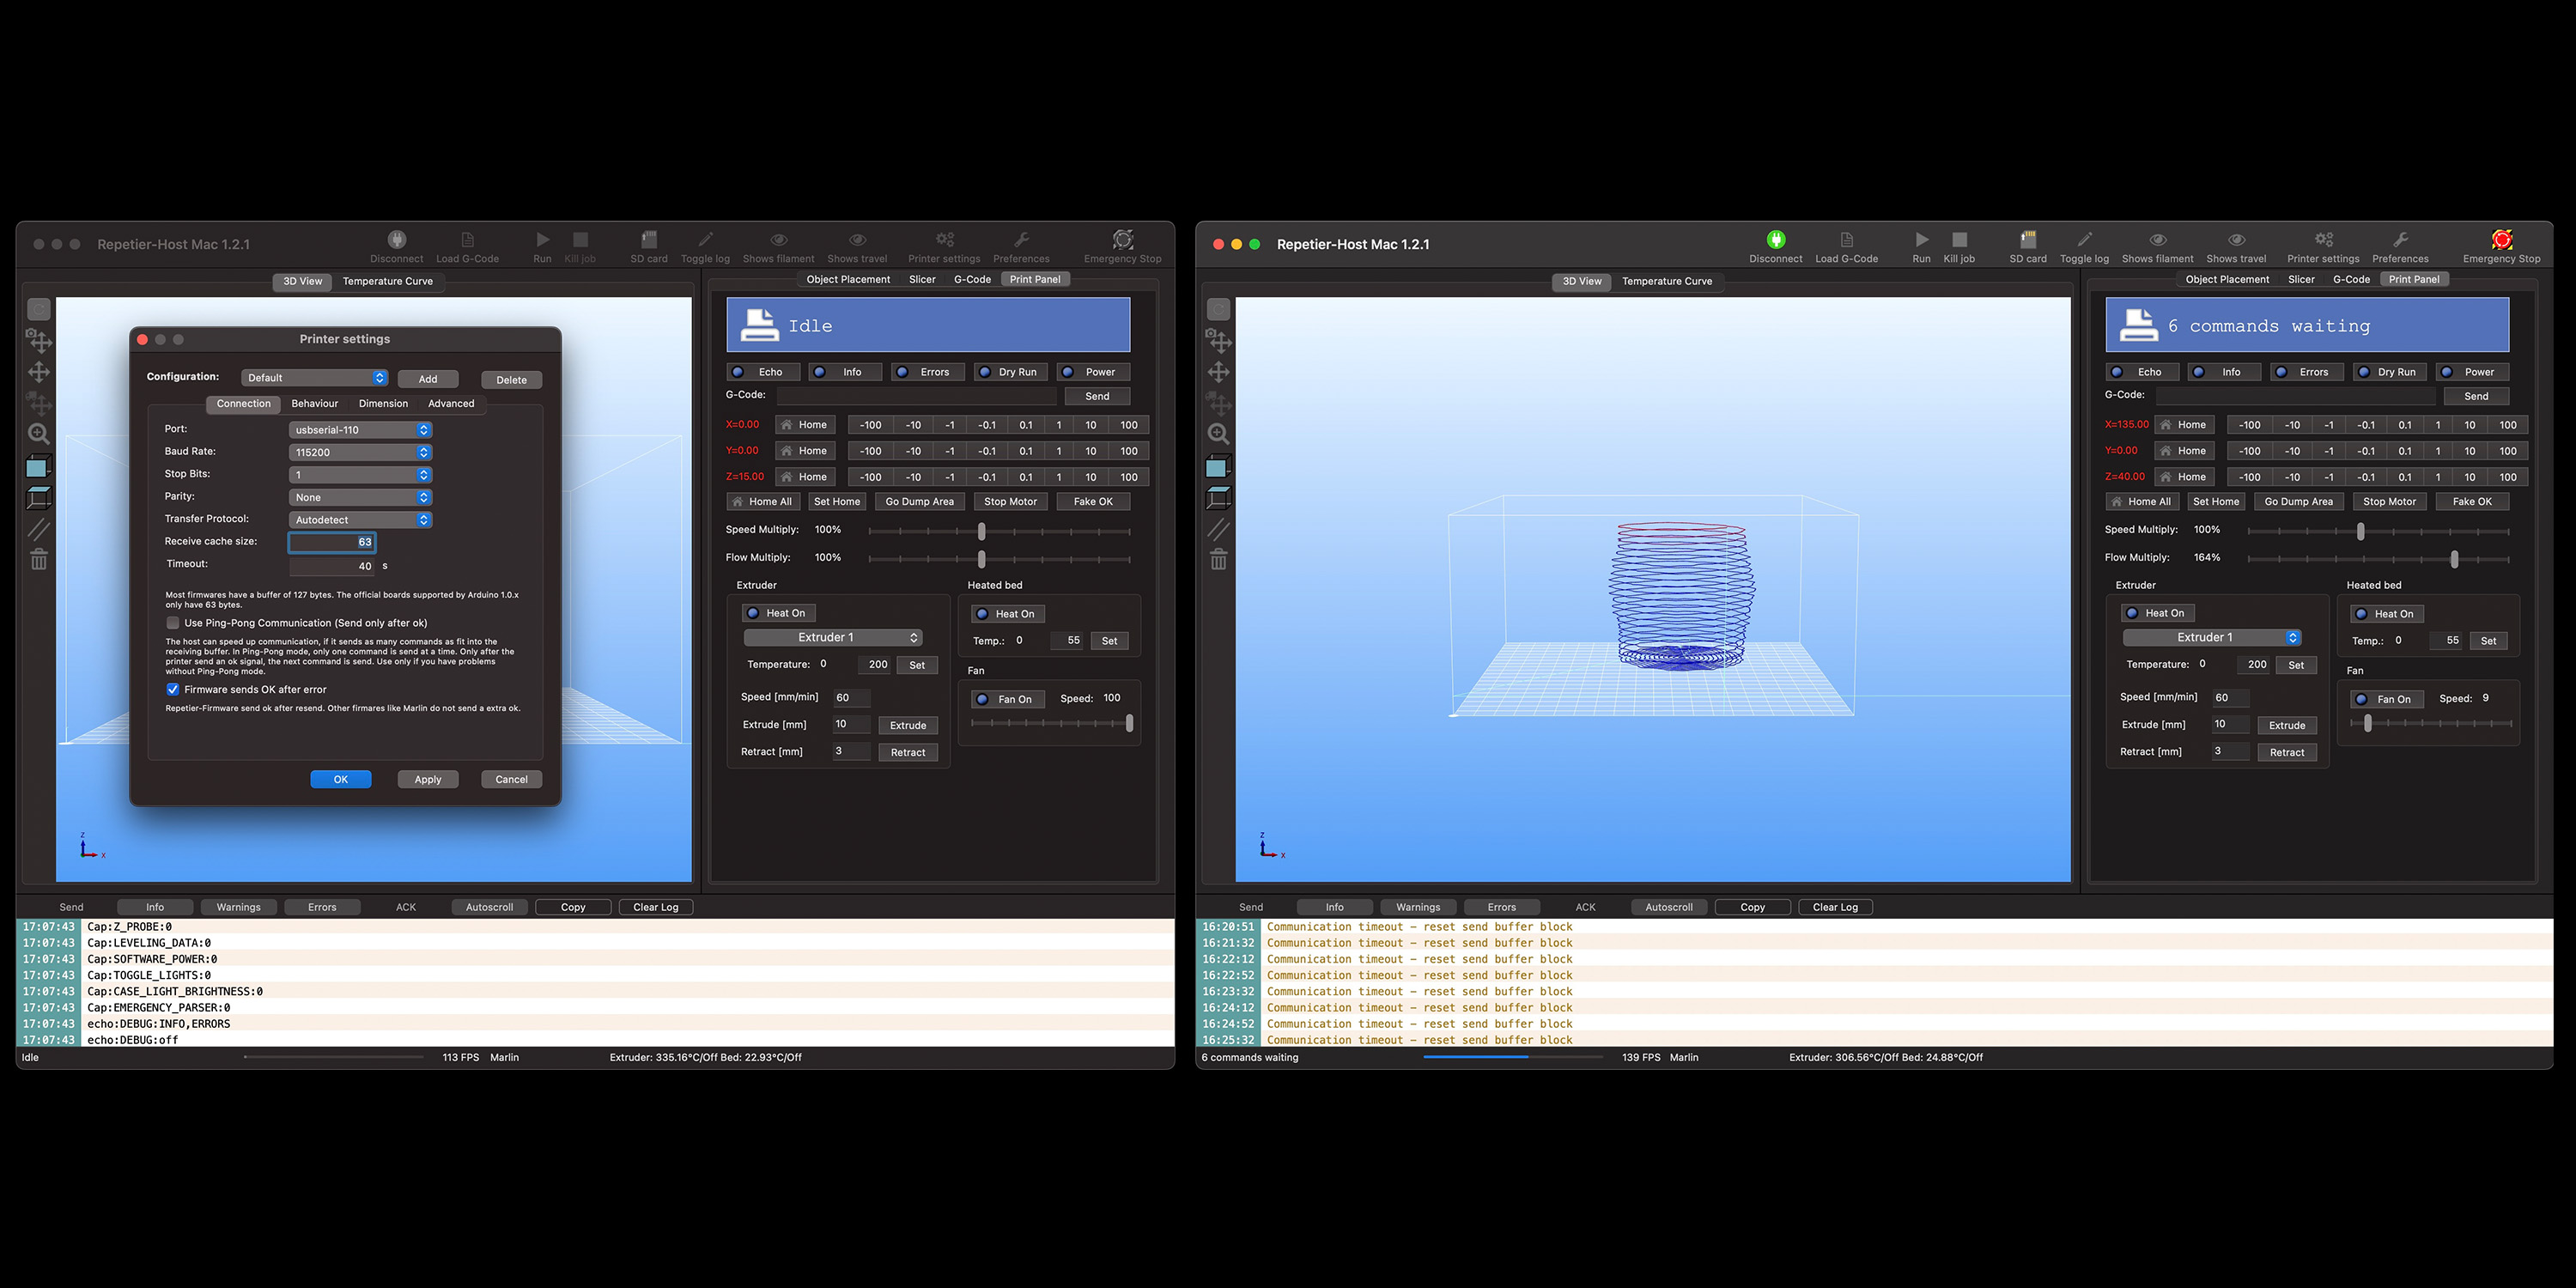 Repetier-Host Mac 1.2.1
Disconnect Load G-Code Run Kill job SD card Toggle log Shows filament Shows travel Printer settings Preferences Emergency Stop
3D View Temperature Curve
Object Placement Slicer G-Code Print Panel
Printer settings
Configuration: Default Add Delete
Connection Behaviour Dimension Advanced
Port: usbserial-110
Baud Rate: 115200
Stop Bits: 1
Parity: None
Transfer Protocol: Autodetect
Receive cache size: 63
Timeout: 40 s
Most firmwares have a buffer of 127 bytes. The official boards supported by Arduino 1.0.x
only have 63 bytes.
Use Ping-Pong Communication (Send only after ok)
The host can speed up communication, if it sends as many commands as fit into the
receiving buffer. In Ping-Pong mode, only one command is send at a time. Only after the
printer send an ok signal, the next command is send. Use only if you have problems
without Ping-Pong mode.
Firmware sends OK after error
Repetier-Firmware send ok after resend. Other firmares like Marlin do not send a extra ok.
OK Apply Cancel
Z
X
Idle
Echo Info Errors Dry Run Power
G-Code: Send
X=0.00 Home -100 -10 -1 -0.1 0.1 1 10 100
Y=0.00 Home -100 -10 -1 -0.1 0.1 1 10 100
Z=15.00 Home -100 -10 -1 -0.1 0.1 1 10 100
Home All Set Home Go Dump Area Stop Motor Fake OK
Speed Multiply: 100%
Flow Multiply: 100%
Extruder
Heat On
Extruder 1
Temperature: 0 200 Set
Speed [mm/min] 60
Extrude [mm] 10 Extrude
Retract [mm] 3 Retract
Heated bed
Heat On
Temp.: 0 55 Set
Fan
Fan On Speed: 100
Send Info Warnings Errors ACK Autoscroll Copy Clear Log
17:07:43 Cap:Z_PROBE:0
17:07:43 Cap:LEVELING_DATA:0
17:07:43 Cap:SOFTWARE_POWER:0
17:07:43 Cap:TOGGLE_LIGHTS:0
17:07:43 Cap:CASE_LIGHT_BRIGHTNESS:0
17:07:43 Cap:EMERGENCY_PARSER:0
17:07:43 echo:DEBUG:INFO,ERRORS
17:07:43 echo:DEBUG:off
Idle 113 FPS Marlin Extruder: 335.16°C/Off Bed: 22.93°C/Off
Repetier-Host Mac 1.2.1
Disconnect Load G-Code Run Kill job SD card Toggle log Shows filament Shows travel Printer settings Preferences Emergency Stop
3D View Temperature Curve
Object Placement Slicer G-Code Print Panel
Z
X
6 commands waiting
Echo Info Errors Dry Run Power
G-Code: Send
X=135.00 Home -100 -10 -1 -0.1 0.1 1 10 100
Y=0.00 Home -100 -10 -1 -0.1 0.1 1 10 100
Z=40.00 Home -100 -10 -1 -0.1 0.1 1 10 100
Home All Set Home Go Dump Area Stop Motor Fake OK
Speed Multiply: 100%
Flow Multiply: 164%
Extruder
Heat On
Extruder 1
Temperature: 0 200 Set
Speed [mm/min] 60
Extrude [mm] 10 Extrude
Retract [mm] 3 Retract
Heated bed
Heat On
Temp.: 0 55 Set
Fan
Fan On Speed: 9
Send Info Warnings Errors ACK Autoscroll Copy Clear Log
16:20:51 Communication timeout – reset send buffer block
16:21:32 Communication timeout – reset send buffer block
16:22:12 Communication timeout – reset send buffer block
16:22:52 Communication timeout – reset send buffer block
16:23:32 Communication timeout – reset send buffer block
16:24:12 Communication timeout – reset send buffer block
16:24:52 Communication timeout – reset send buffer block
16:25:32 Communication timeout – reset send buffer block
6 commands waiting 139 FPS Marlin Extruder: 306.56°C/Off Bed: 24.88°C/Off